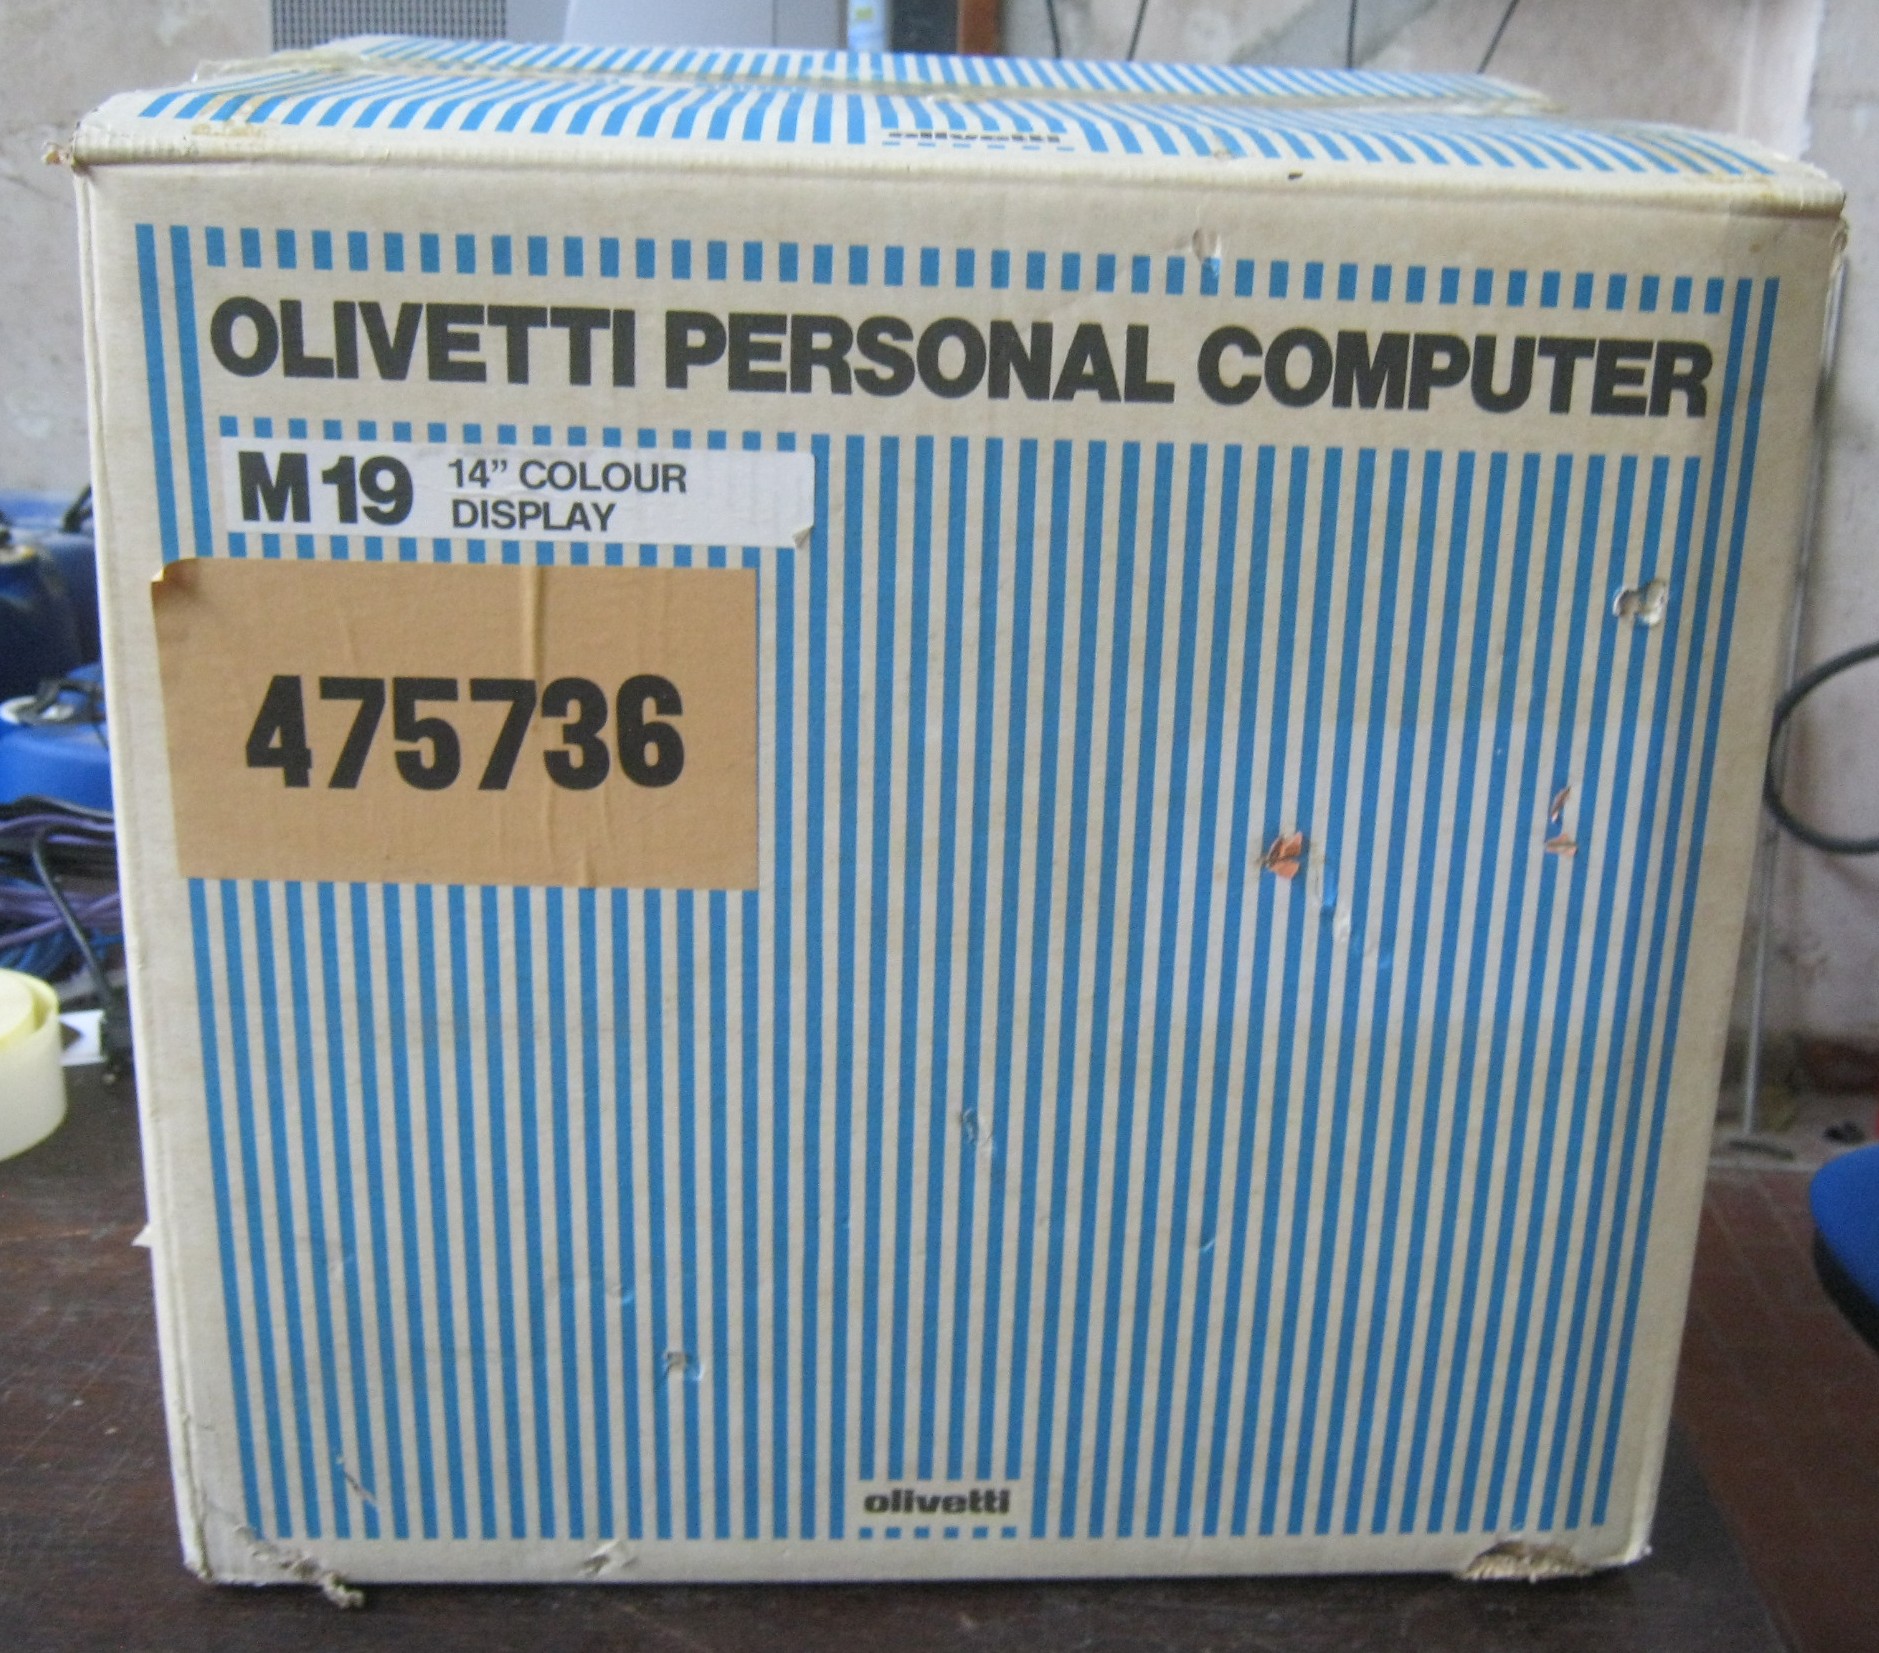 olivetti
OLIVETTI PERSONAL COMPUTER
M19 14” COLOUR
DISPLAY
475736
olivetti